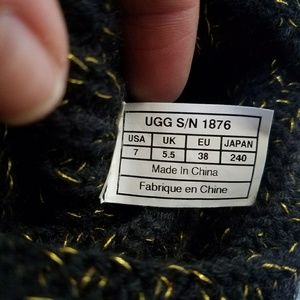 UGG S/N 1876
USA UK EU JAPAN
7 5.5 38 240
Made In China
Fabrique en Chine